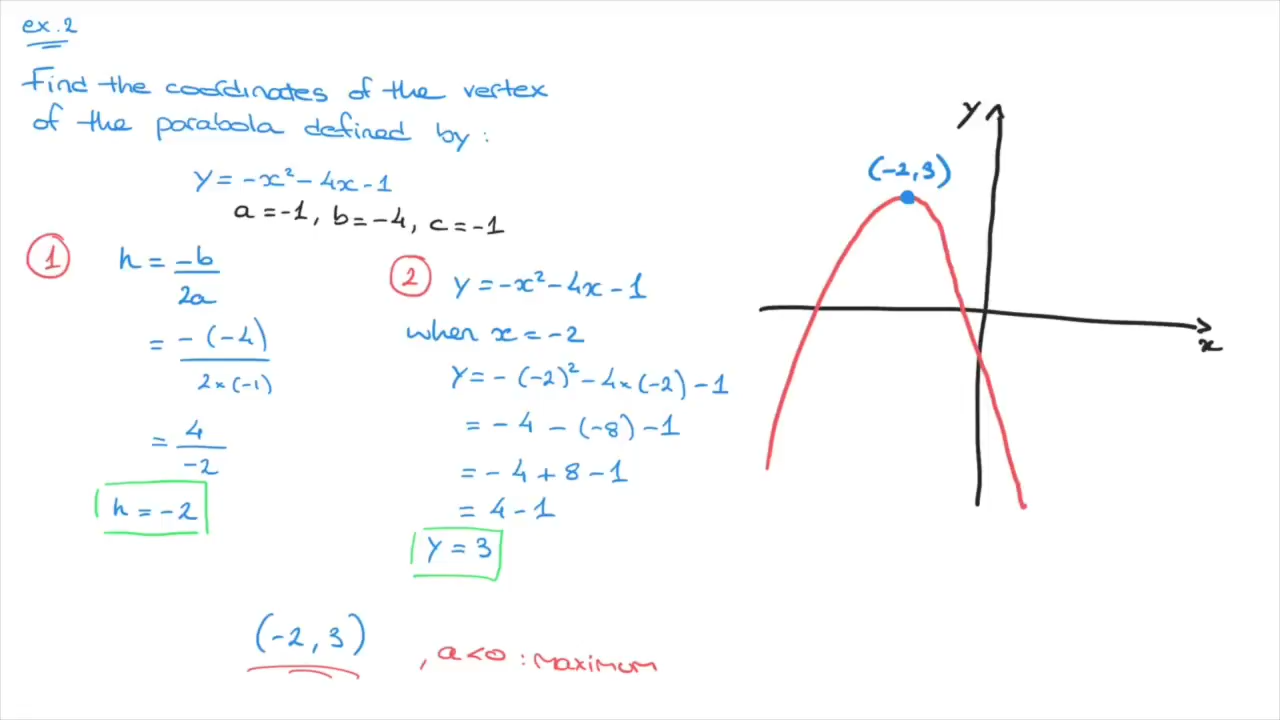 ex.2
Find the coordinates of the vertex
of the parabola defined by:
y = -x² - 4x - 1
a = -1, b = -4, c = -1
1
h = -b
2a
= -(-4)
2×(-1)
= 4
-2
h = -2
2
y = -x² - 4x - 1
when x = -2
y = -(-2)² - 4×(-2) - 1
= -4 - (-8) - 1
= -4 + 8 - 1
= 4 - 1
y = 3
(-2, 3)
, a<0 : maximum
y
(-2, 3)
x